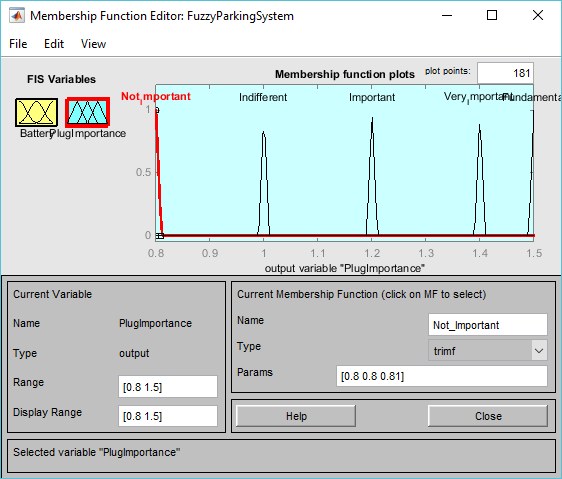 Membership Function Editor: FuzzyParkingSystem
File Edit View
FIS Variables
Membership function plots plot points: 181
Not_Important Indifferent Important Very_Important Fundamenta
Battery PlugImportance
1
0.5
0
0.8 0.9 1 1.1 1.2 1.3 1.4 1.5
output variable "PlugImportance"
Current Variable
Name PlugImportance
Type output
Range [0.8 1.5]
Display Range [0.8 1.5]
Current Membership Function (click on MF to select)
Name Not_Important
Type trimf
Params [0.8 0.8 0.81]
Help Close
Selected variable "PlugImportance"